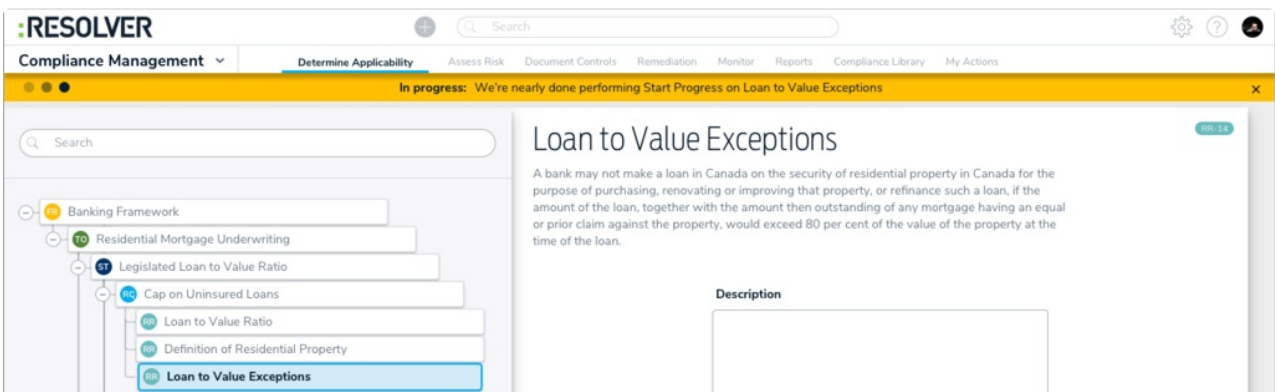 :RESOLVER
+ Search ?
Compliance Management
Determine Applicability Assess Risk Document Controls Remediation Monitor Reports Compliance Library My Actions
In progress: We're nearly done performing Start Progress on Loan to Value Exceptions ×
Search
FR Banking Framework
TO Residential Mortgage Underwriting
ST Legislated Loan to Value Ratio
RQ Cap on Uninsured Loans
RR Loan to Value Ratio
RR Definition of Residential Property
RR Loan to Value Exceptions
Loan to Value Exceptions RR-14
A bank may not make a loan in Canada on the security of residential property in Canada for the
purpose of purchasing, renovating or improving that property, or refinance such a loan, if the
amount of the loan, together with the amount then outstanding of any mortgage having an equal
or prior claim against the property, would exceed 80 per cent of the value of the property at the
time of the loan.
Description